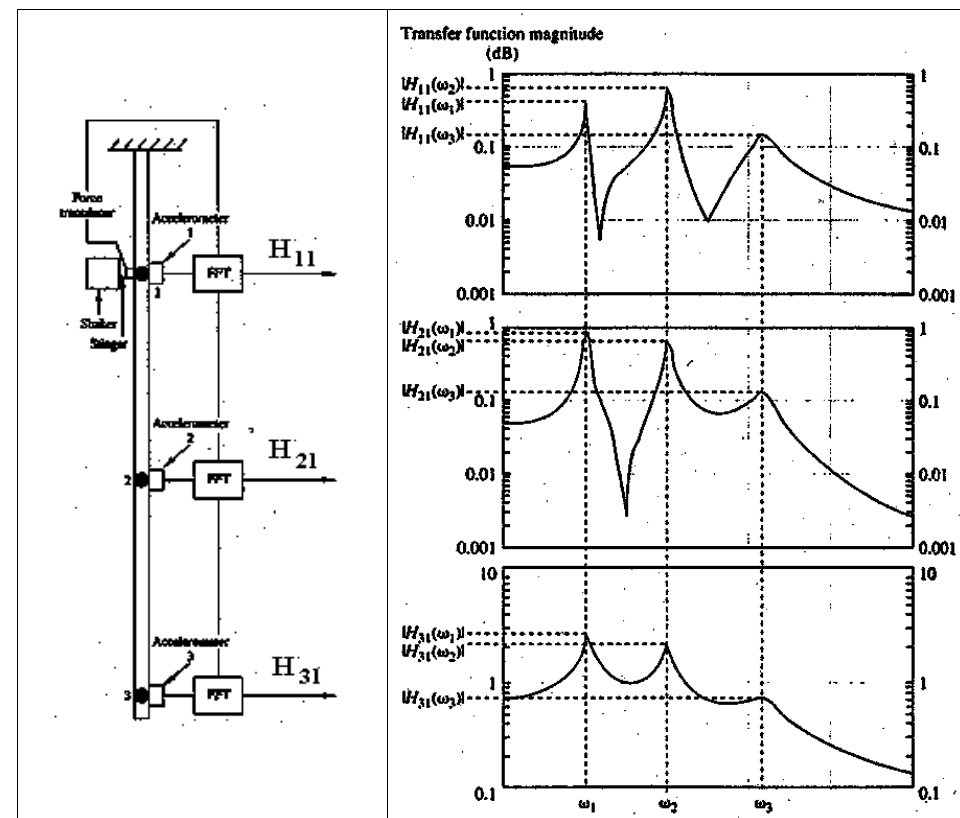 Force
transducer
Accelerometer
1
H11
FFT
1
Shaker
Stinger
Accelerometer
2
H21
2
FFT
Accelerometer
3
H31
3
FFT
Transfer function magnitude
(dB)
|H11(ω2)|
|H11(ω1)|
|H11(ω3)|
1
0.1
0.01
0.001
1
0.1
0.01
0.001
|H21(ω1)|
|H21(ω2)|
|H21(ω3)|
1
0.1
0.01
0.001
1
0.1
0.01
0.001
|H31(ω1)|
|H31(ω2)|
|H31(ω3)|
10
1
0.1
10
1
0.1
ω1
ω2
ω3